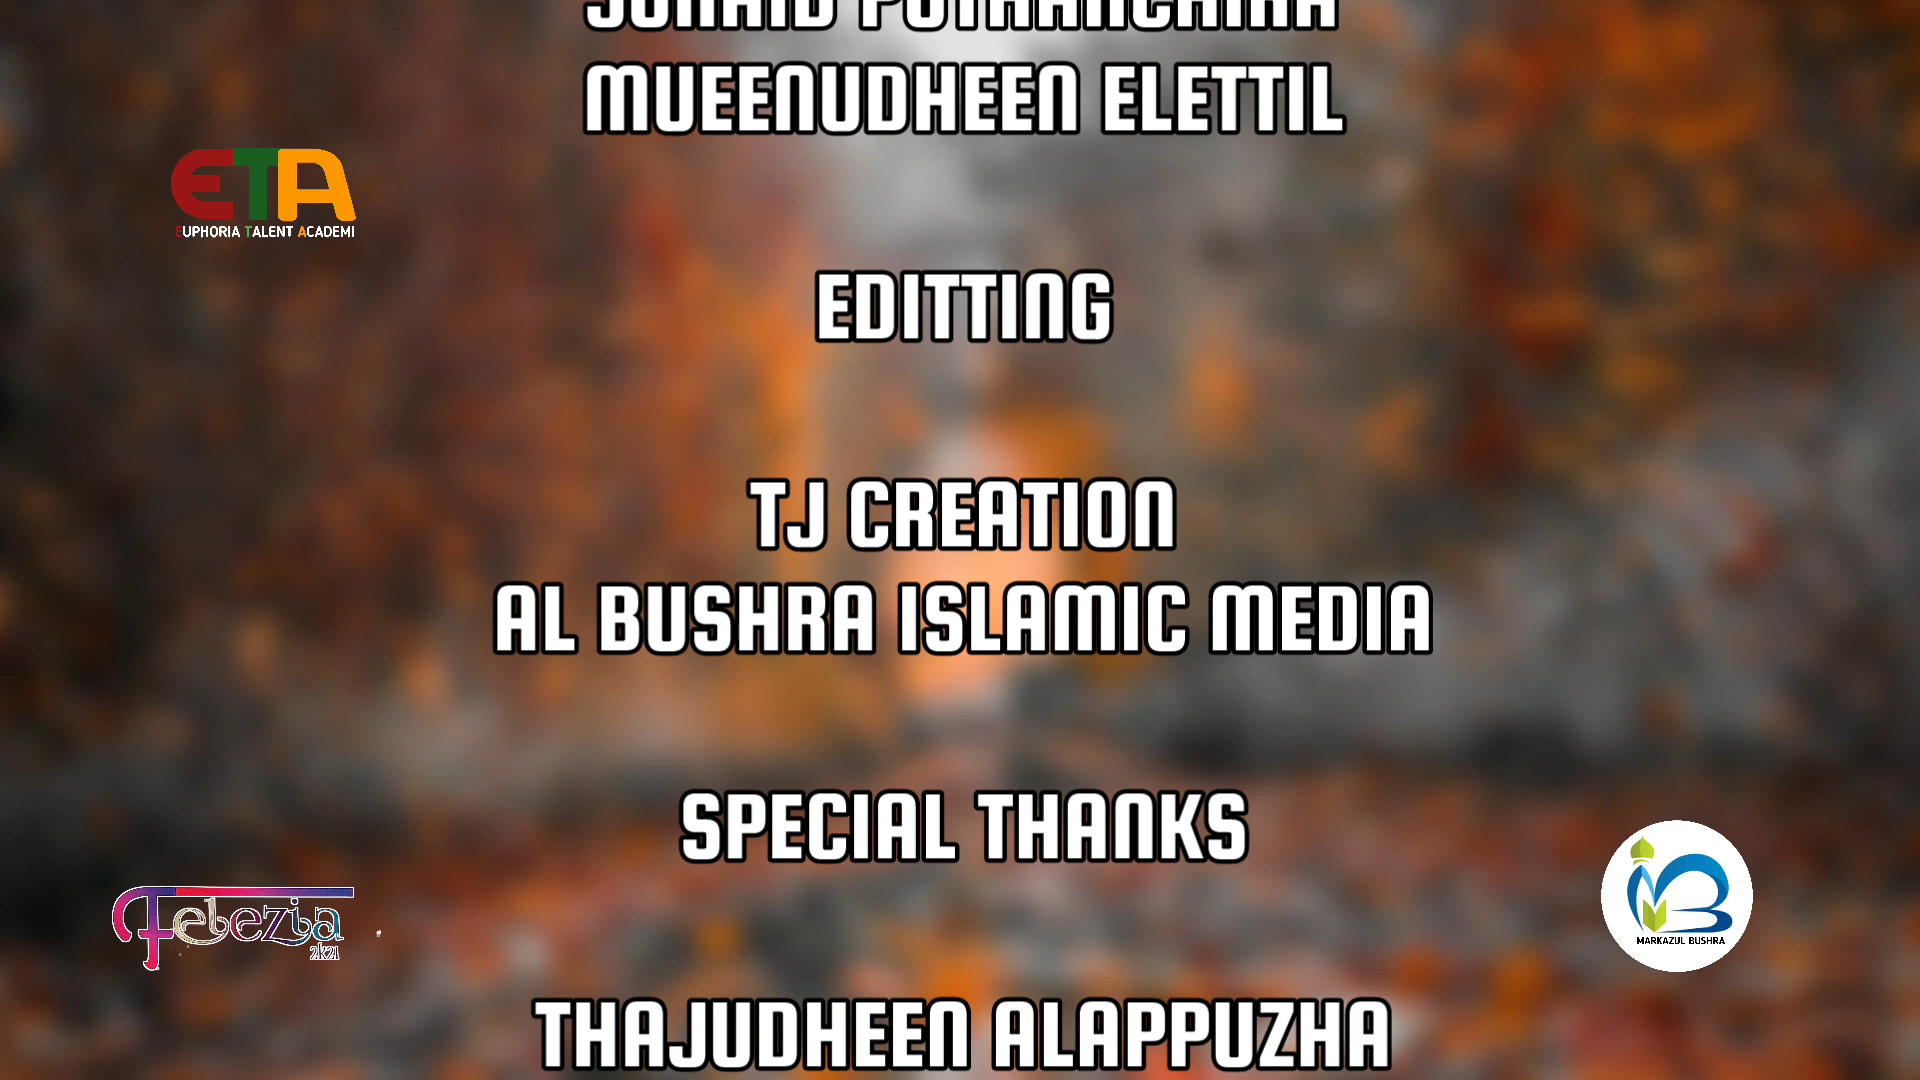 MUEENUDHEEN ELETTIL
ETA
EUPHORIA TALENT ACADEMI
EDITTING
TJ CREATION
AL BUSHRA ISLAMIC MEDIA
SPECIAL THANKS
Febezia
2K21
MARKAZUL BUSHRA
THAJUDHEEN ALAPPUZHA